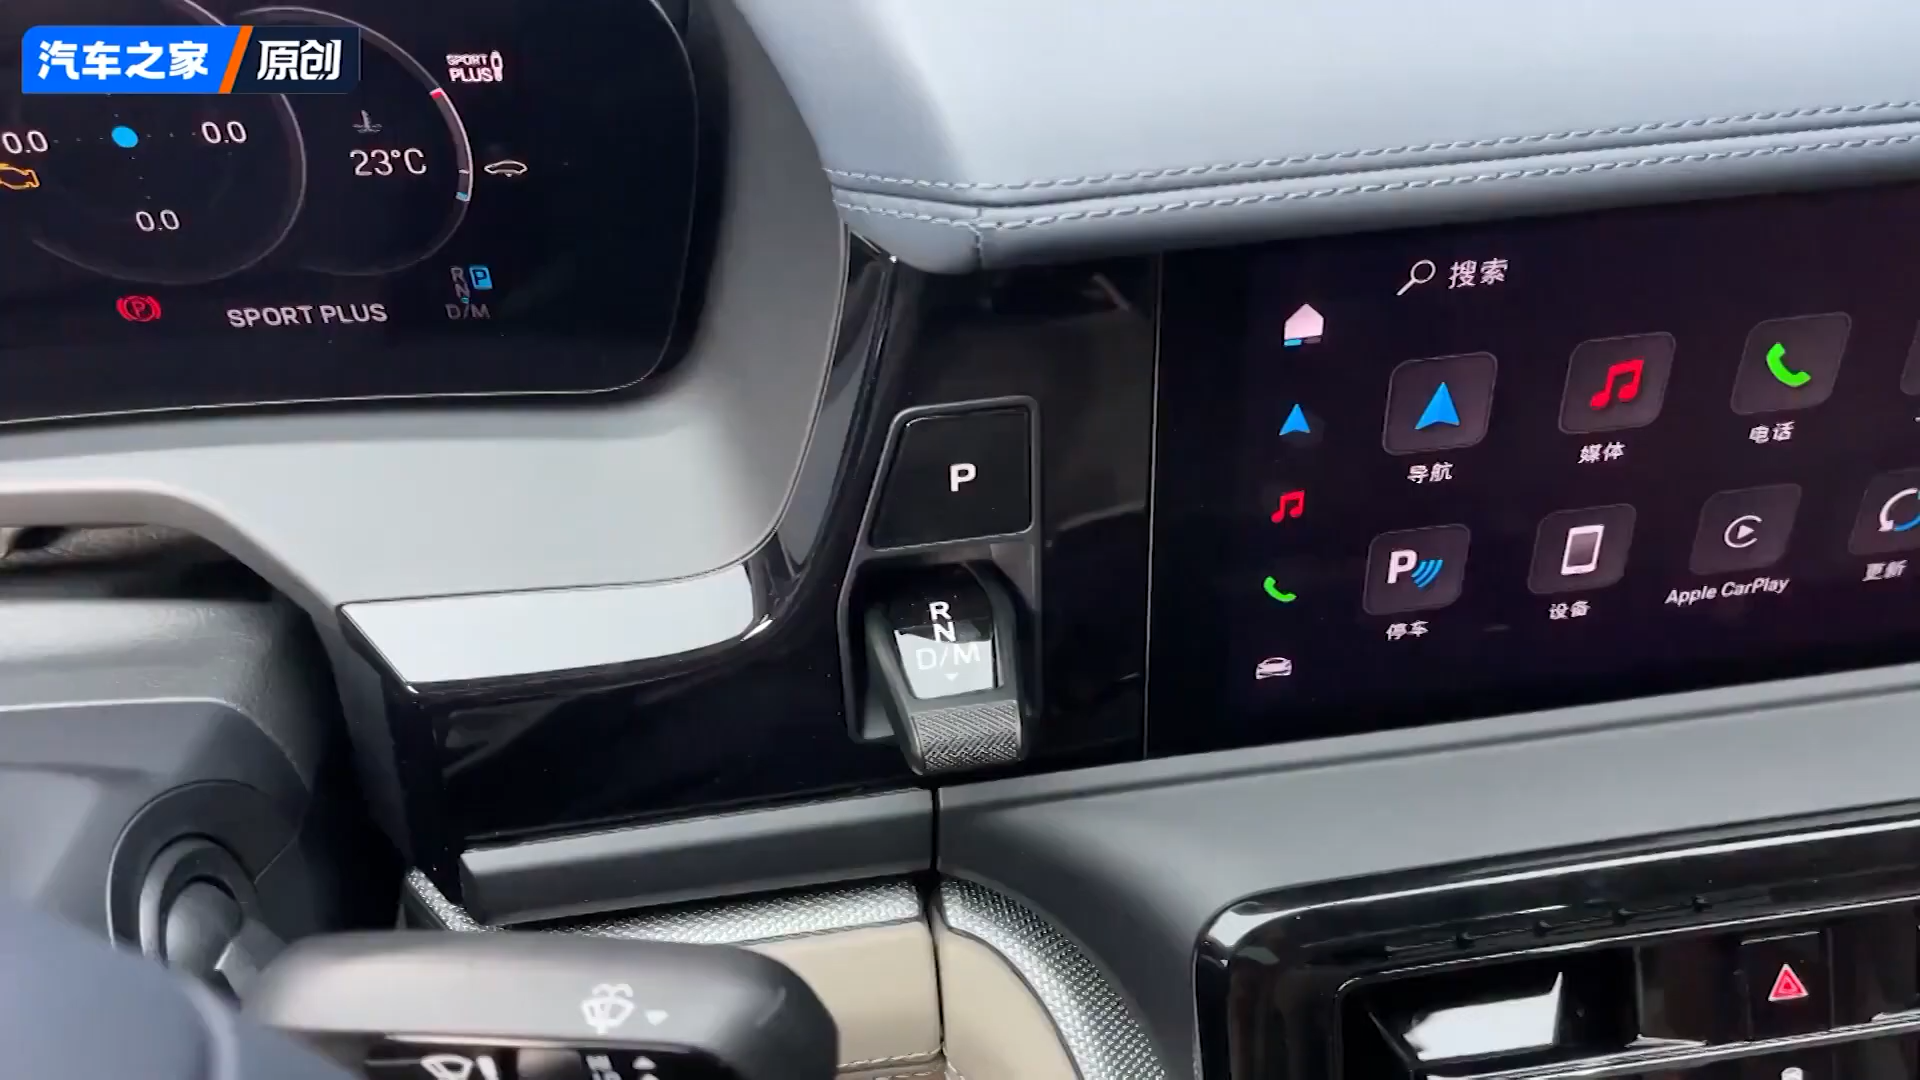 汽车之家 原创
SPORT
PLUS
0.0
0.0
23°C
0.0
R
N
P
D/M
P
SPORT PLUS
P
R
N
D/M
搜索
导航
媒体
电话
P
停车
设备
Apple CarPlay
更新